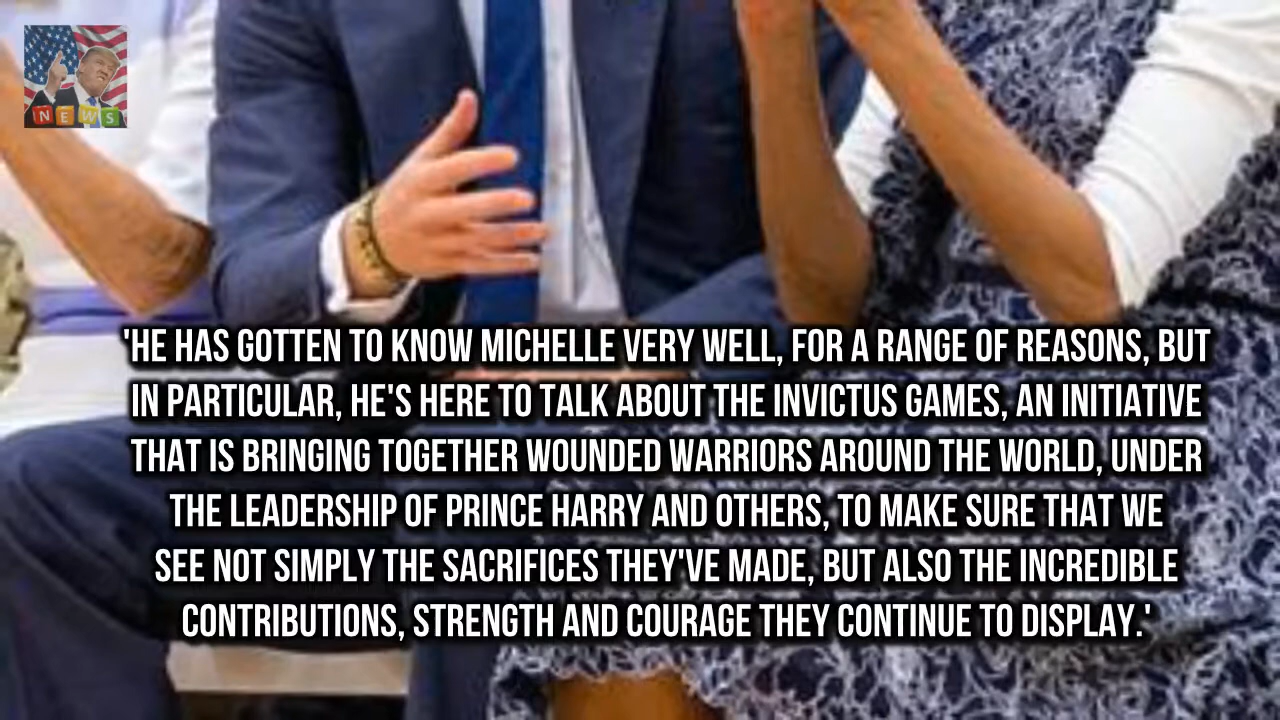 NEWS
'HE HAS GOTTEN TO KNOW MICHELLE VERY WELL, FOR A RANGE OF REASONS, BUT
IN PARTICULAR, HE'S HERE TO TALK ABOUT THE INVICTUS GAMES, AN INITIATIVE
THAT IS BRINGING TOGETHER WOUNDED WARRIORS AROUND THE WORLD, UNDER
THE LEADERSHIP OF PRINCE HARRY AND OTHERS, TO MAKE SURE THAT WE
SEE NOT SIMPLY THE SACRIFICES THEY'VE MADE, BUT ALSO THE INCREDIBLE
CONTRIBUTIONS, STRENGTH AND COURAGE THEY CONTINUE TO DISPLAY.'